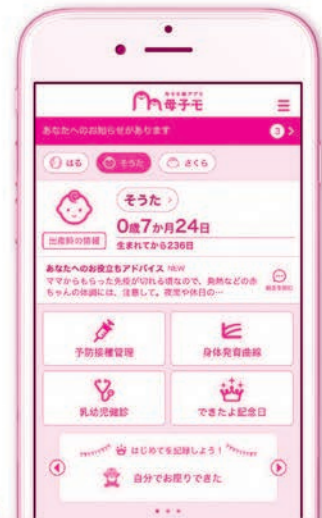 母子手帳アプリ
母子モ
あなたへのお知らせがあります
3
はる
そうた
さくら
そうた
0歳7か月24日
出産時の情報
生まれてから236日
あなたへのお役立ちアドバイス NEW
ママからもらった免疫が切れる頃なので、発熱などの赤
ちゃんの体調には、注意して。夜間や休日の…
予防接種管理
身体発育曲線
乳幼児健診
できたよ記念日
はじめてを記録しよう!
自分でお座りできた